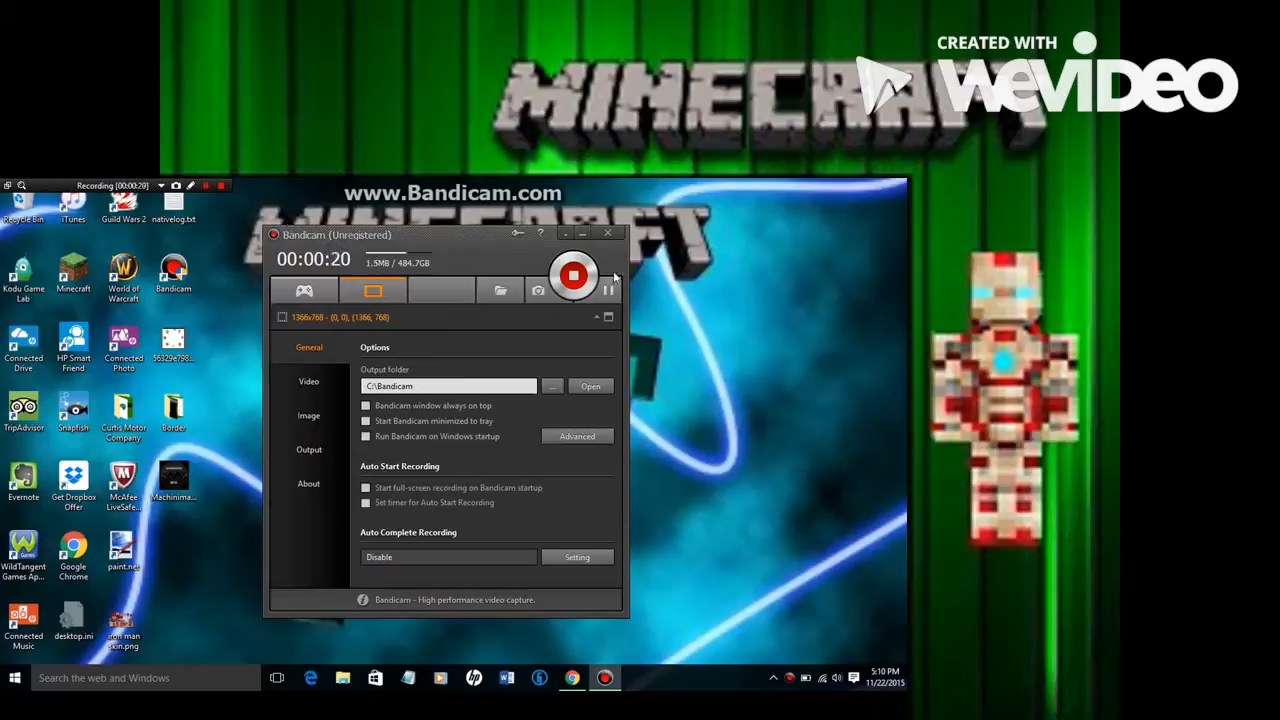 CREATED WITH
WEVIDEO
MINECRAFT
Recording [00:00:20]
www.Bandicam.com
Recycle Bin
iTunes
Guild Wars 2
nativelog.txt
Bandicam (Unregistered)
?
00:00:20
1.5MB / 484.7GB
Kodu Game Lab
Minecraft
World of Warcraft
Bandicam
1366x768 - (0, 0), (1366, 768)
General
Options
Connected Drive
HP Smart Friend
Connected Photo
56329e798...
Output folder
Video
C:\Bandicam
...
Open
Bandicam window always on top
Image
Start Bandicam minimized to tray
TripAdvisor
Snapfish
Curtis Motor Company
Border
Run Bandicam on Windows startup
Advanced
Output
Auto Start Recording
About
Start full-screen recording on Bandicam startup
Evernote
Get Dropbox Offer
McAfee LiveSafe...
Machinima...
Set timer for Auto Start Recording
Auto Complete Recording
Disable
Setting
WildTangent Games Ap...
Google Chrome
paint.net
Bandicam - High performance video capture.
Connected Music
desktop.ini
iron man skin.png
Search the web and Windows
5:10 PM
11/22/2015